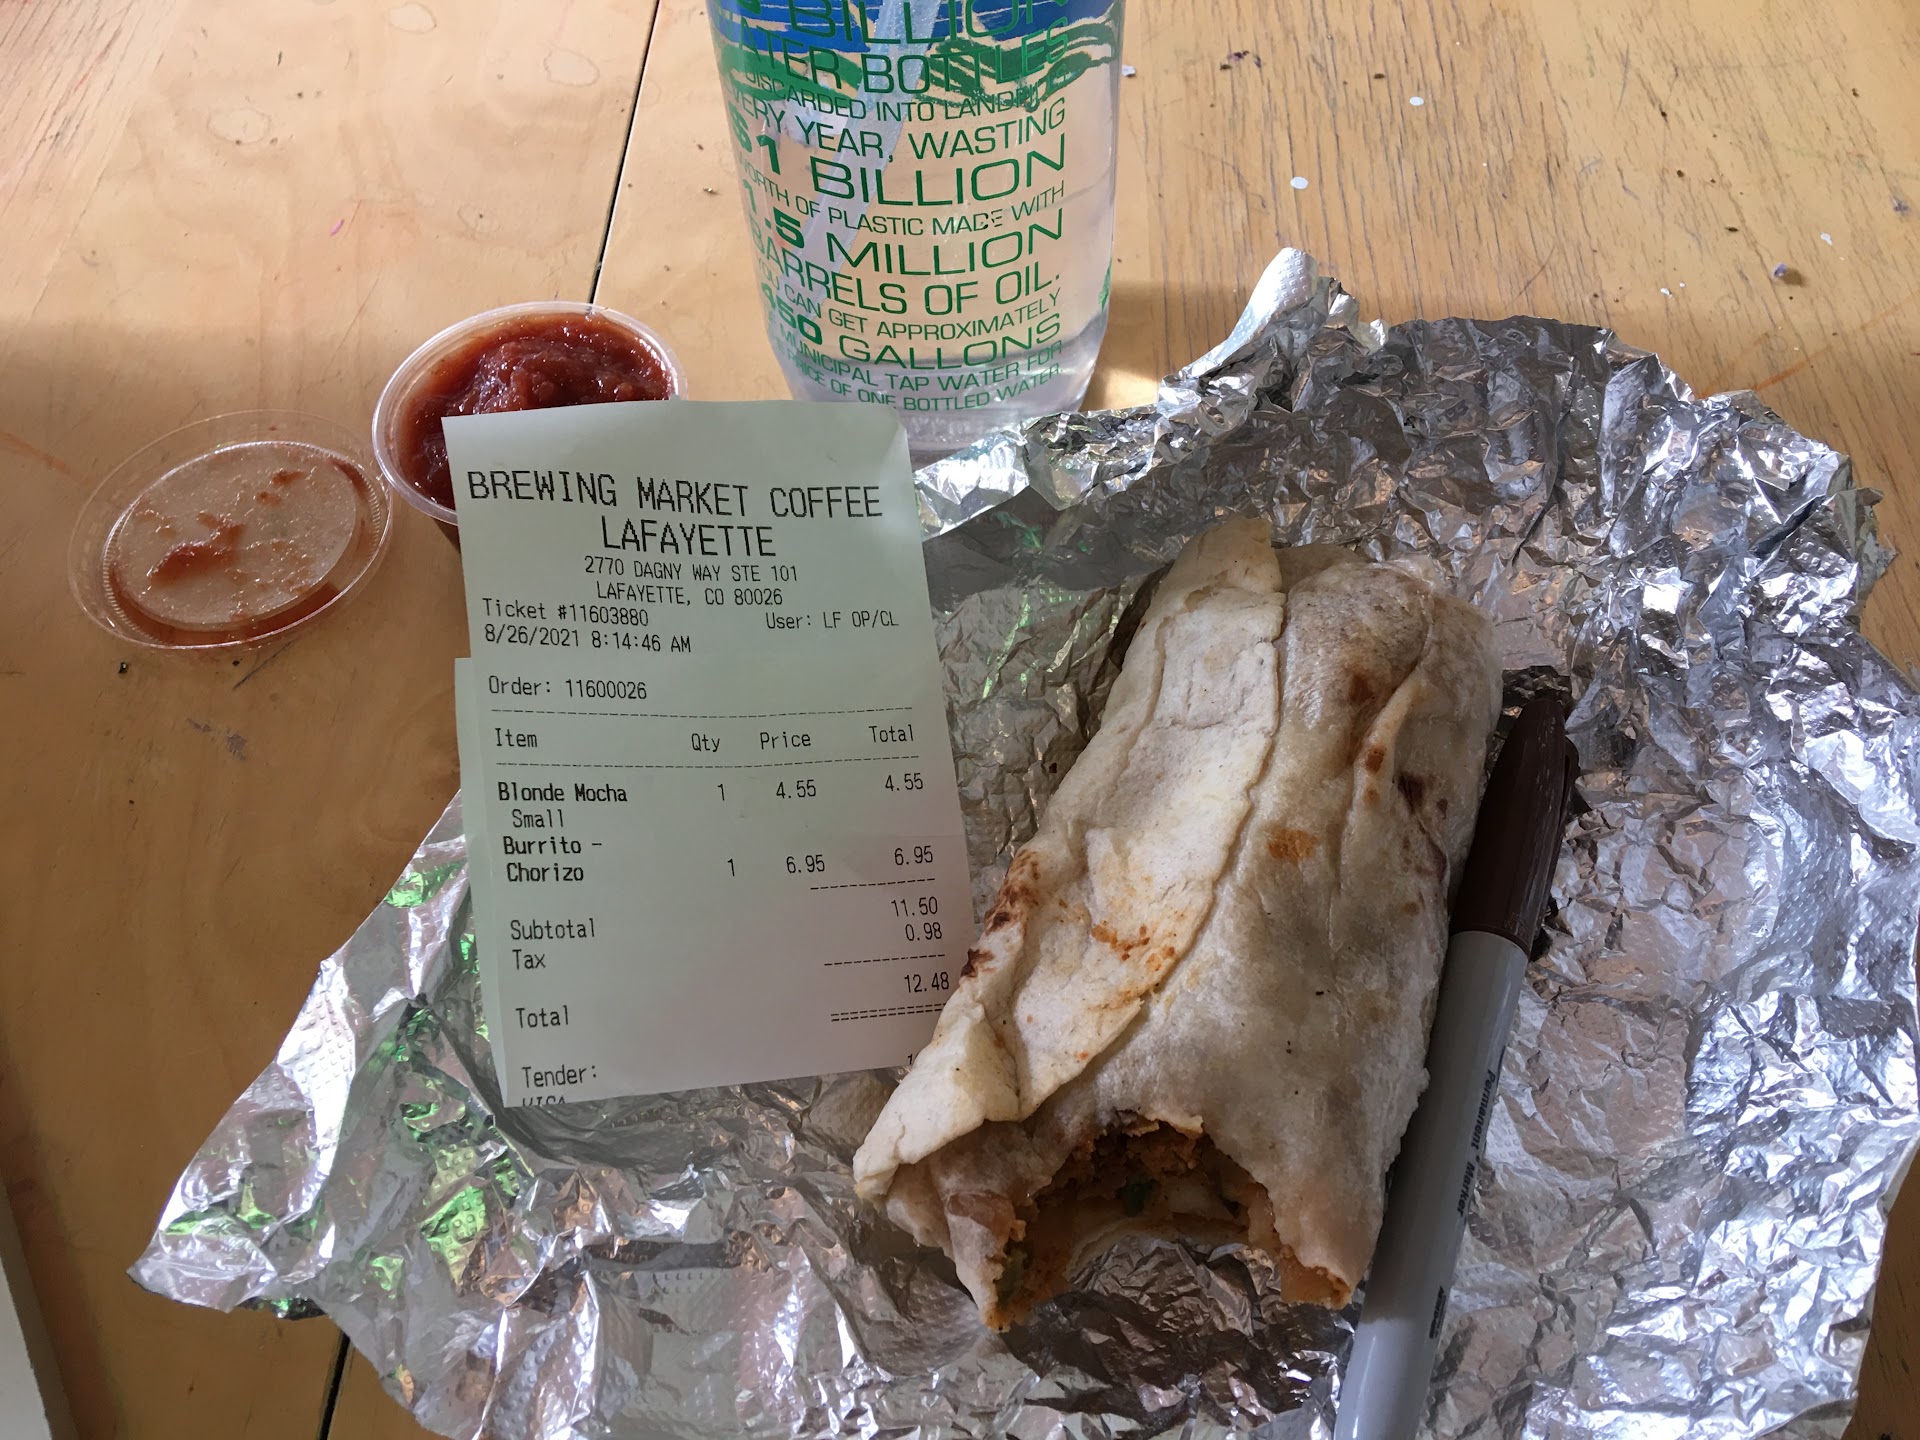 BILLION
WATER BOTTLES
DISCARDED INTO LANDFILLS
EVERY YEAR, WASTING
$1 BILLION
WORTH OF PLASTIC MADE WITH
1.5 MILLION
BARRELS OF OIL.
YOU CAN GET APPROXIMATELY
450 GALLONS
MUNICIPAL TAP WATER FOR
PRICE OF ONE BOTTLED WATER.
BREWING MARKET COFFEE
LAFAYETTE
2770 DAGNY WAY STE 101
LAFAYETTE, CO 80026
Ticket #11603880 User: LF OP/CL
8/26/2021 8:14:46 AM
Order: 11600026
Item Qty Price Total
Blonde Mocha 1 4.55 4.55
Small
Burrito -
Chorizo 1 6.95 6.95
Subtotal 11.50
Tax 0.98
Total 12.48
Tender:
VISA
Permanent Marker